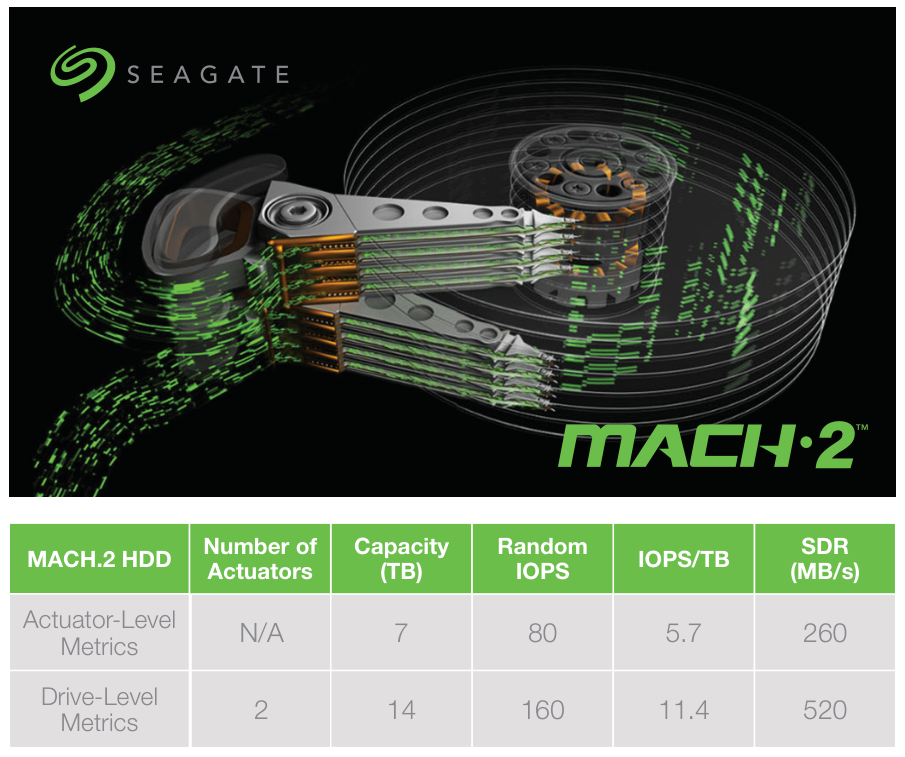 SEAGATE
MACH.2™
MACH.2 HDD
Number of
Actuators
Capacity
(TB)
Random
IOPS
IOPS/TB
SDR
(MB/s)
Actuator-Level
Metrics
N/A
7
80
5.7
260
Drive-Level
Metrics
2
14
160
11.4
520